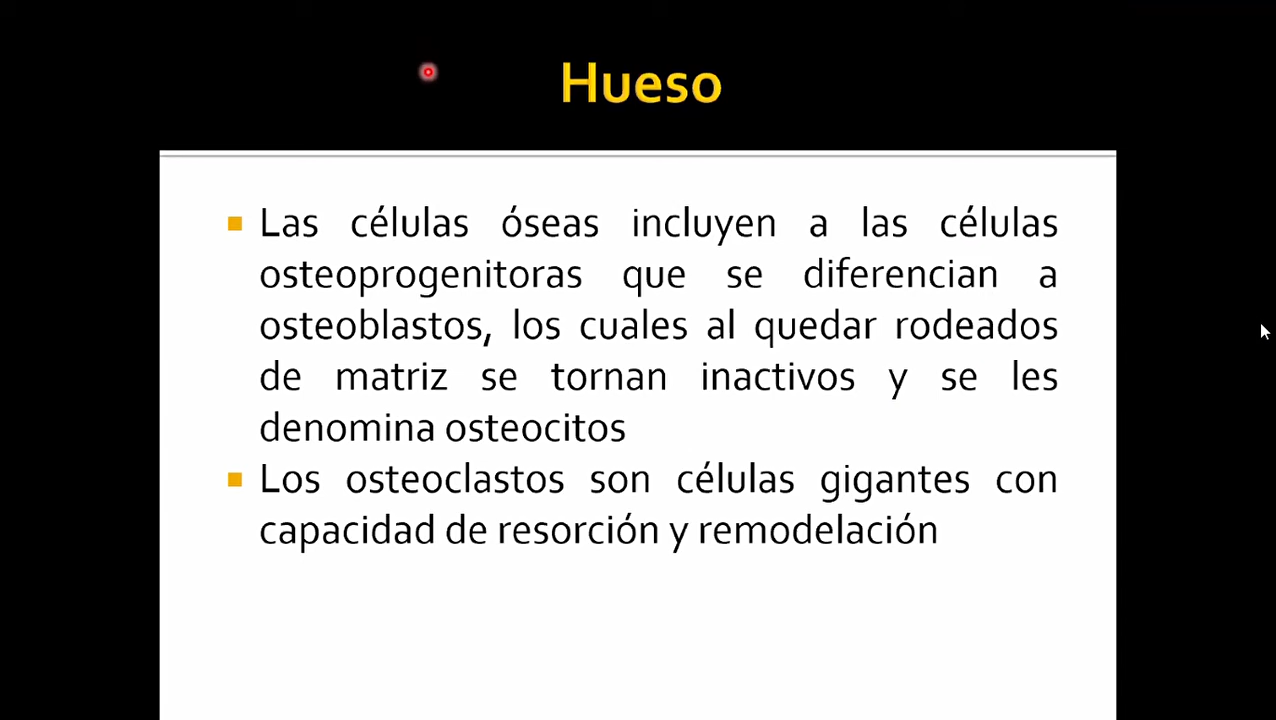 Hueso
Las células óseas incluyen a las células
osteoprogenitoras que se diferencian a
osteoblastos, los cuales al quedar rodeados
de matriz se tornan inactivos y se les
denomina osteocitos
Los osteoclastos son células gigantes con
capacidad de resorción y remodelación